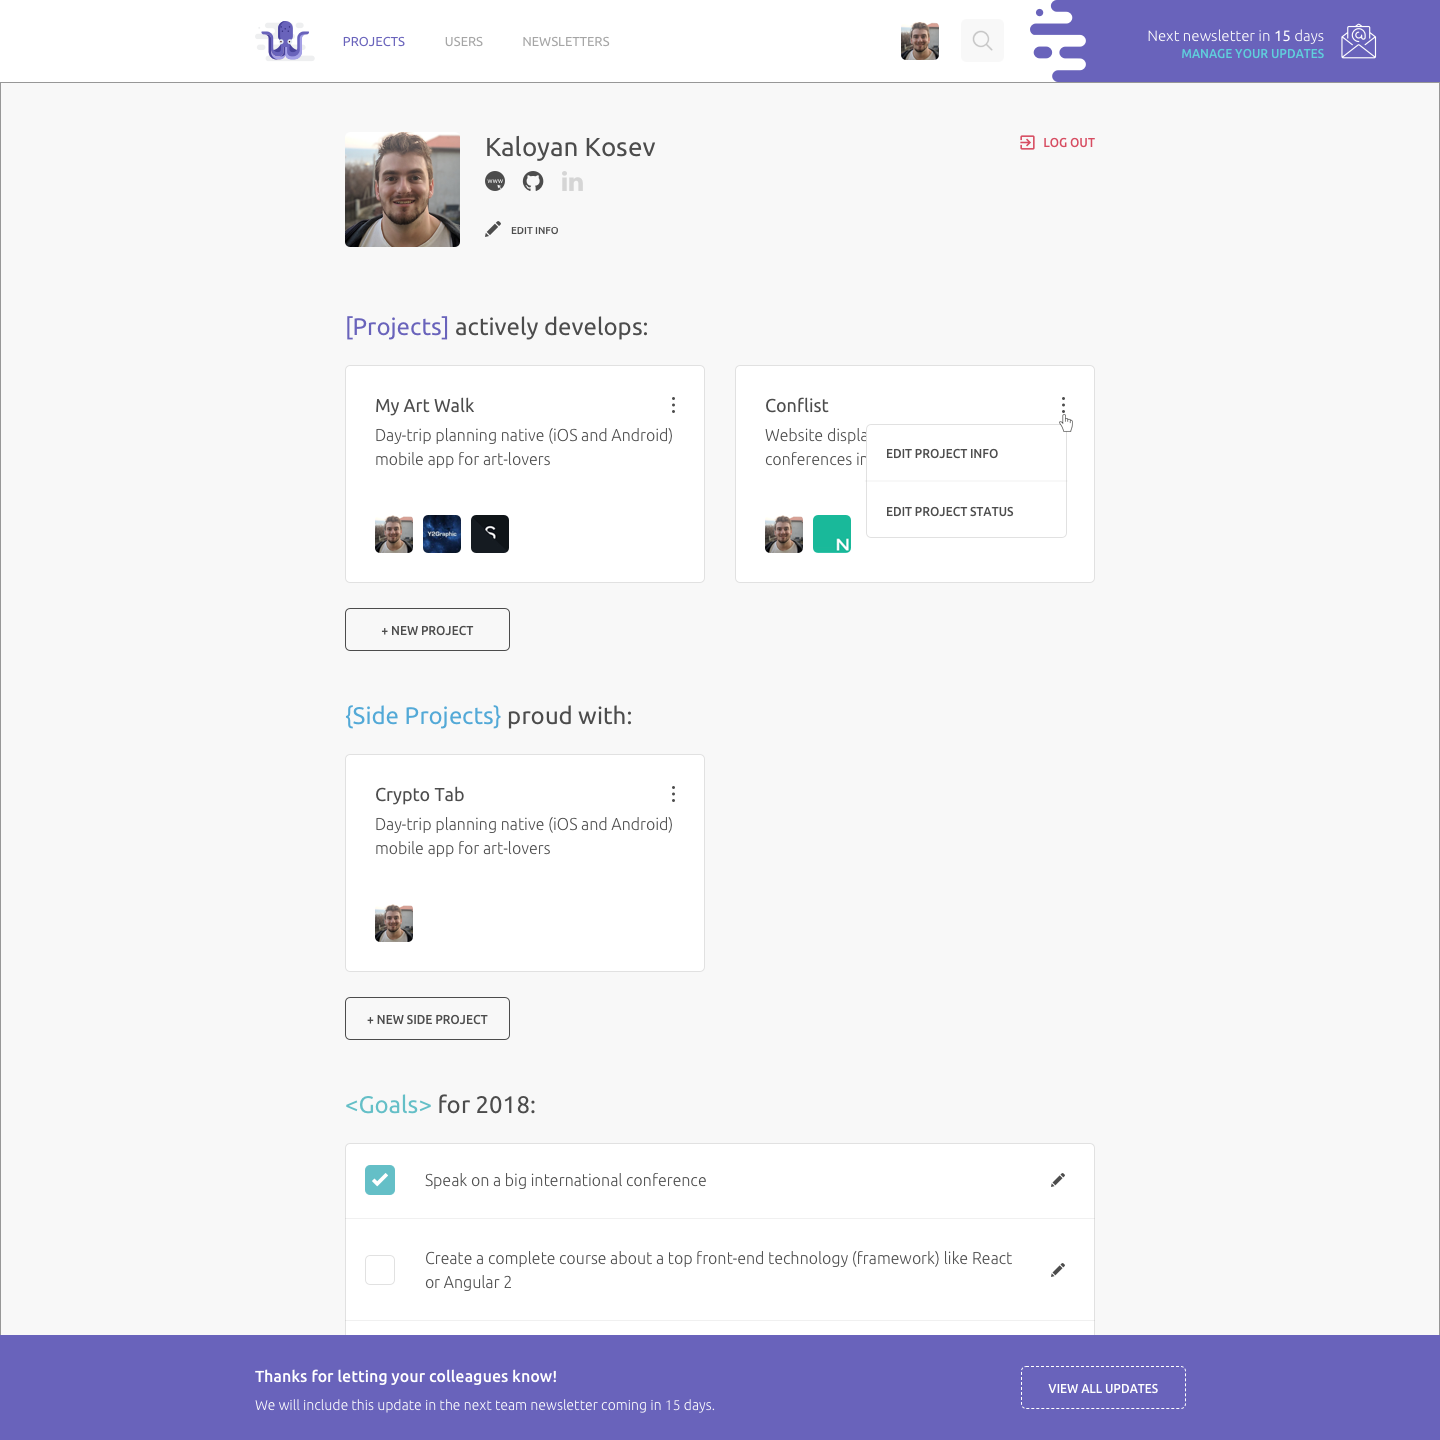 PROJECTS
USERS
NEWSLETTERS
Next newsletter in 15 days
MANAGE YOUR UPDATES
Kaloyan Kosev
LOG OUT
www
in
EDIT INFO
[Projects] actively develops:
My Art Walk
Day-trip planning native (iOS and Android)
mobile app for art-lovers
Y2Graphic
S
Conflist
Website displa
conferences in
EDIT PROJECT INFO
EDIT PROJECT STATUS
N
+ NEW PROJECT
{Side Projects} proud with:
Crypto Tab
Day-trip planning native (iOS and Android)
mobile app for art-lovers
+ NEW SIDE PROJECT
<Goals> for 2018:
Speak on a big international conference
Create a complete course about a top front-end technology (framework) like React
or Angular 2
Thanks for letting your colleagues know!
We will include this update in the next team newsletter coming in 15 days.
VIEW ALL UPDATES